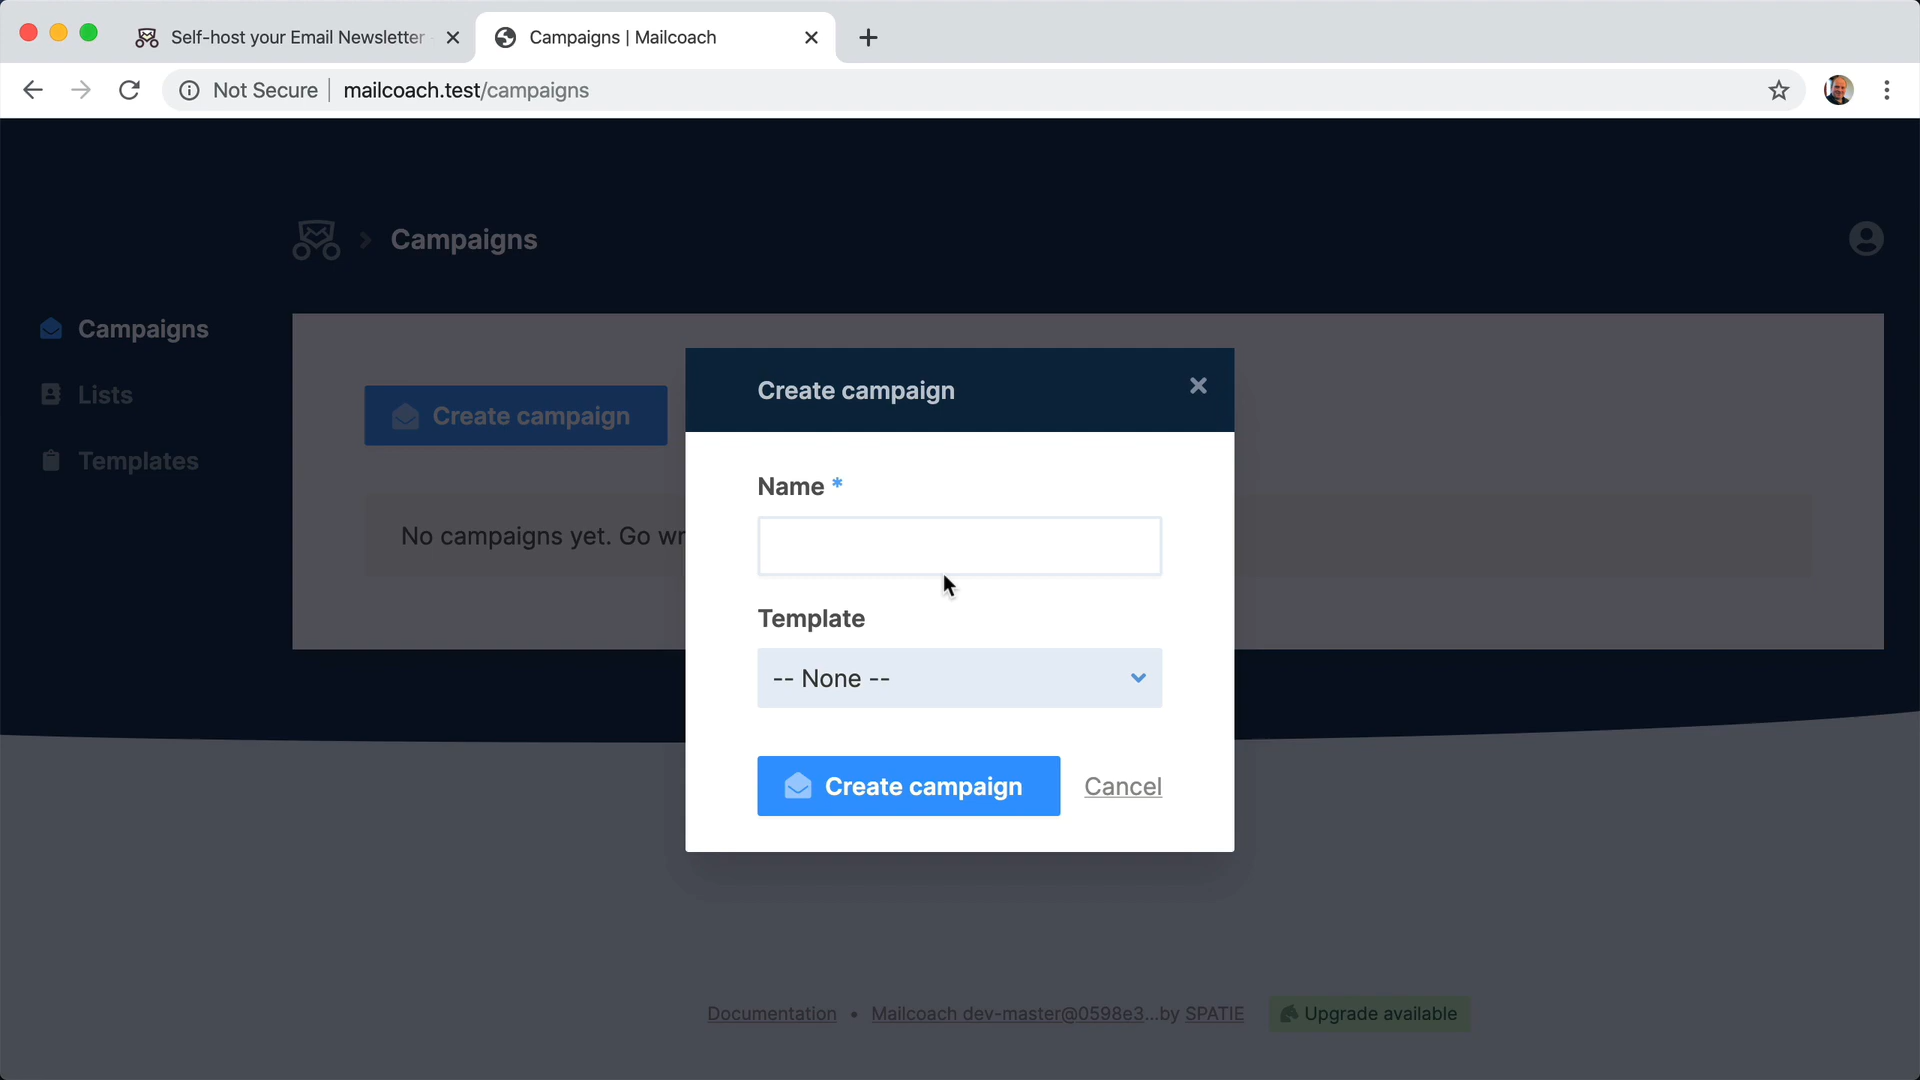 Self-host your Email Newsletter
Campaigns | Mailcoach
Not Secure
mailcoach.test/campaigns
Campaigns
Campaigns
Lists
Templates
Create campaign
No campaigns yet. Go wr
Create campaign
Name *
Template
-- None --
Create campaign
Cancel
Documentation • Mailcoach dev-master@0598e3...by SPATIE
Upgrade available